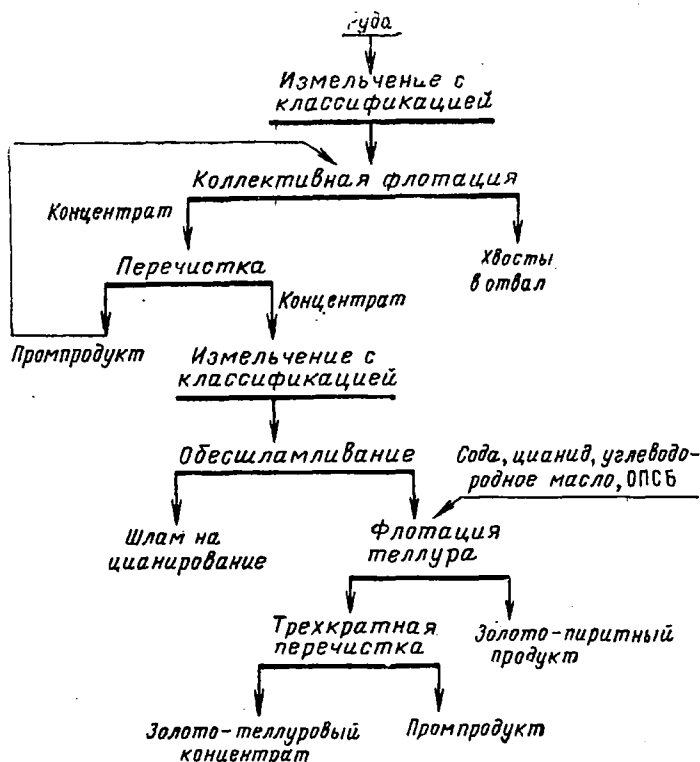 Руда
Измельчение с
классификацией
Коллективная флотация
Концентрат
Хвосты
в отвал
Перечистка
Концентрат
Промпродукт
Измельчение с
классификацией
Обесшламливание
Сода, цианид, углеводо-
родное масло, ОПСБ
Шлам на
цианирование
Флотация
теллура
Трехкратная
перечистка
Золото-пиритный
продукт
Золото-теллуровый
концентрат
Промпродукт